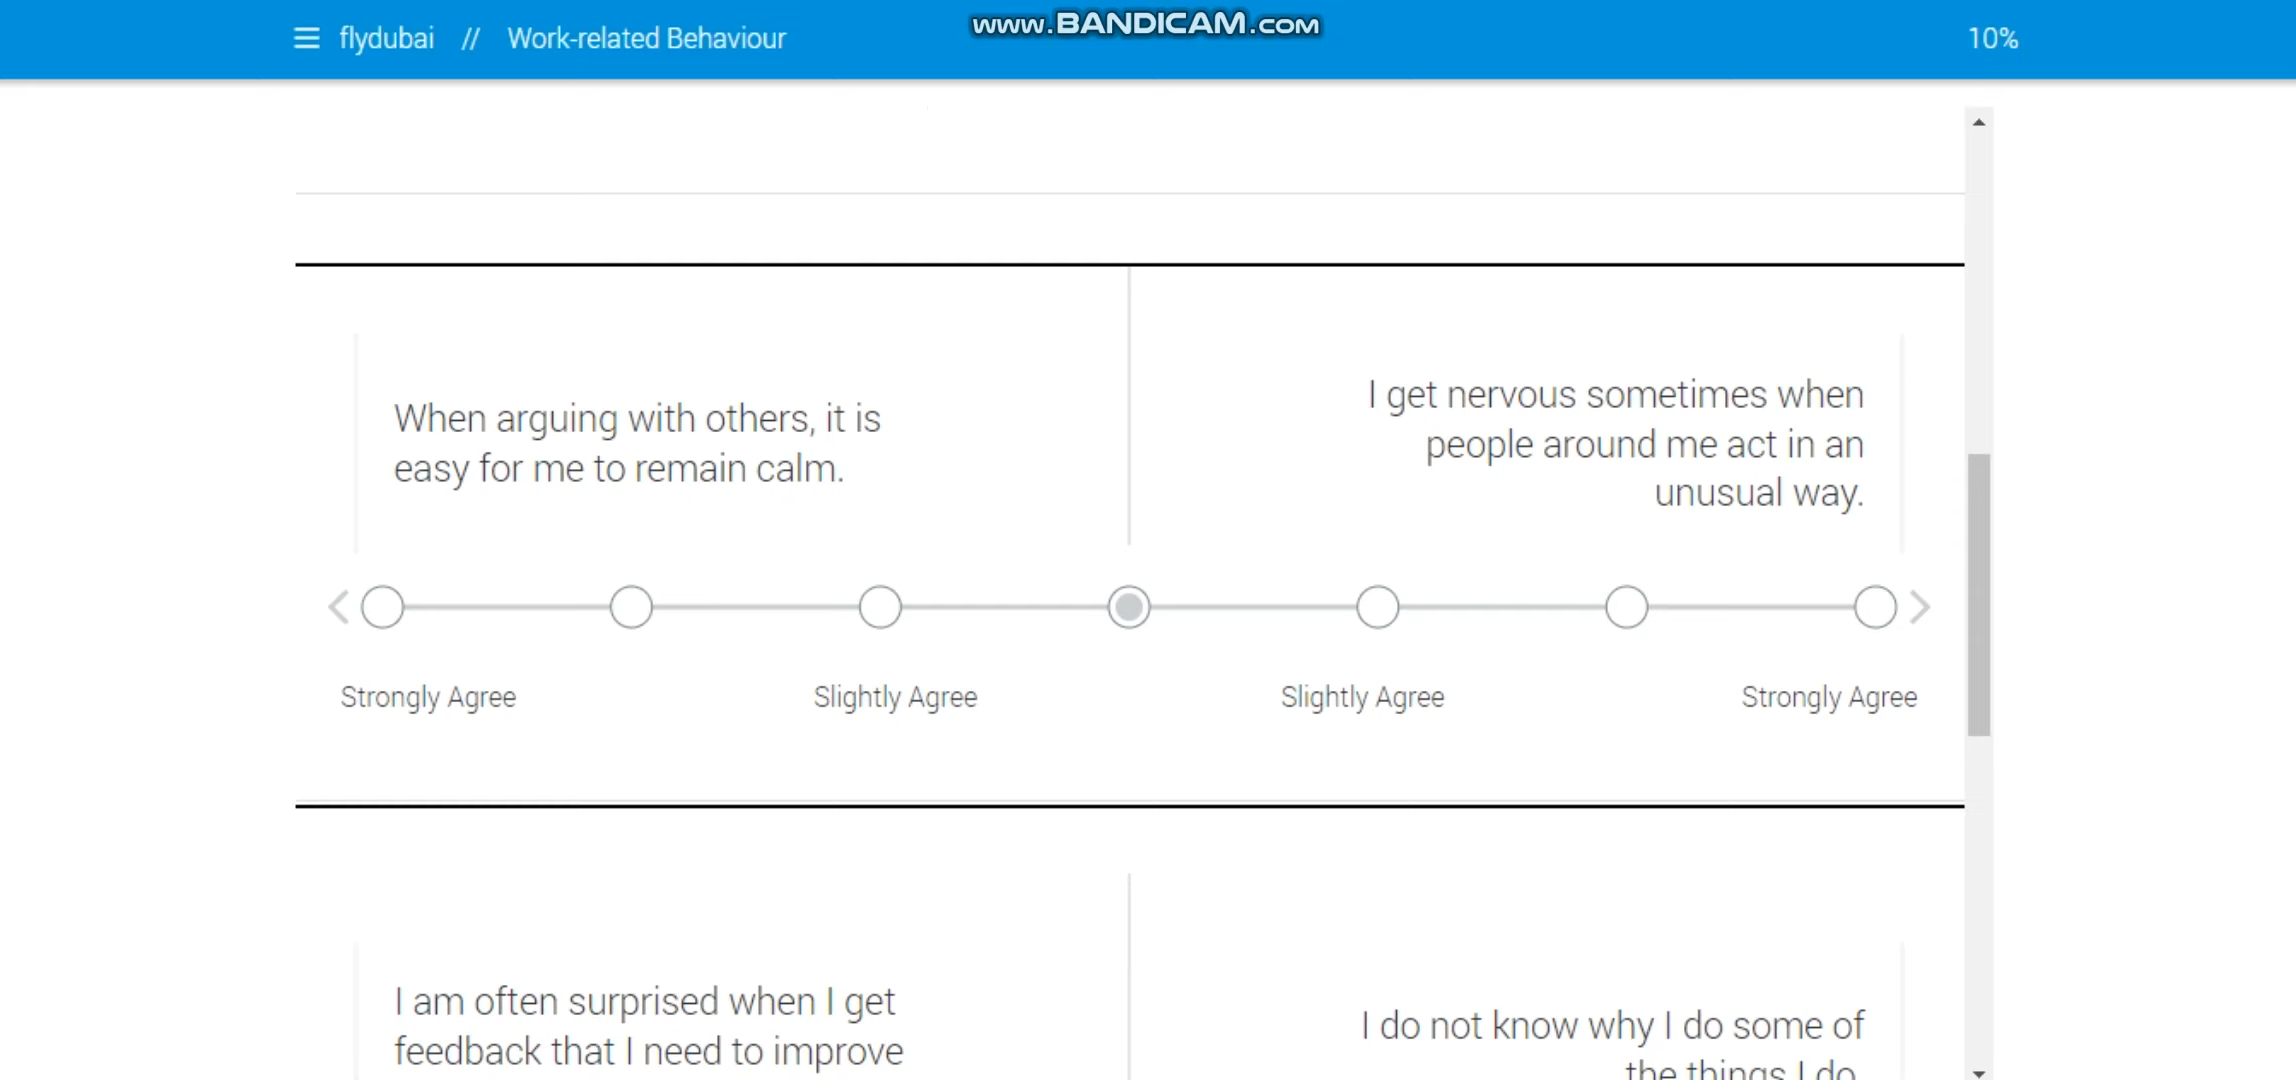 flydubai // Work-related Behaviour
www.BANDICAM.com
10%
When arguing with others, it is
easy for me to remain calm.
I get nervous sometimes when
people around me act in an
unusual way.
Strongly Agree
Slightly Agree
Slightly Agree
Strongly Agree
I am often surprised when I get
feedback that I need to improve
I do not know why I do some of
the things I do.